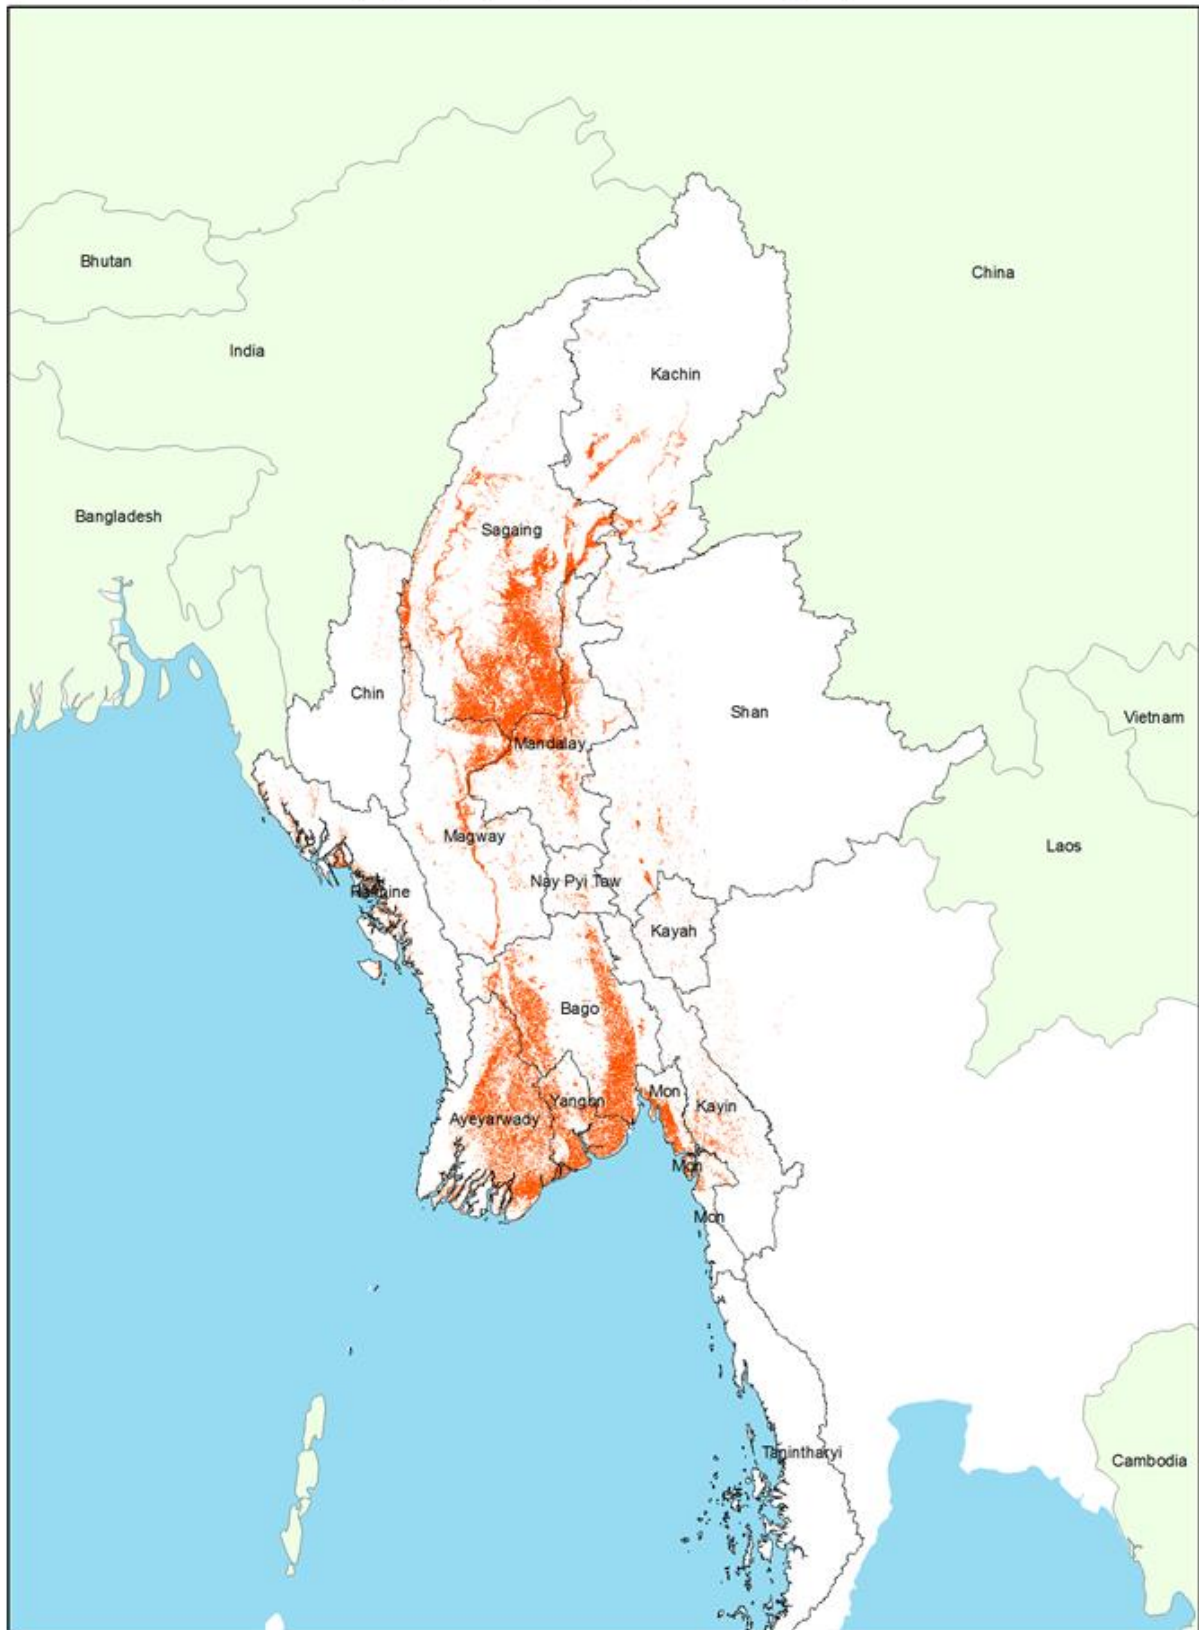 Bhutan
China
India
Kachin
Bangladesh
Sagaing
Chin
Shan
Vietnam
Mandalay
Magway
Laos
Nay Pyi Taw
Rakhine
Kayah
Bago
Mon
Yangon
Kayin
Ayeyarwady
Mon
Mon
Tanintharyi
Cambodia